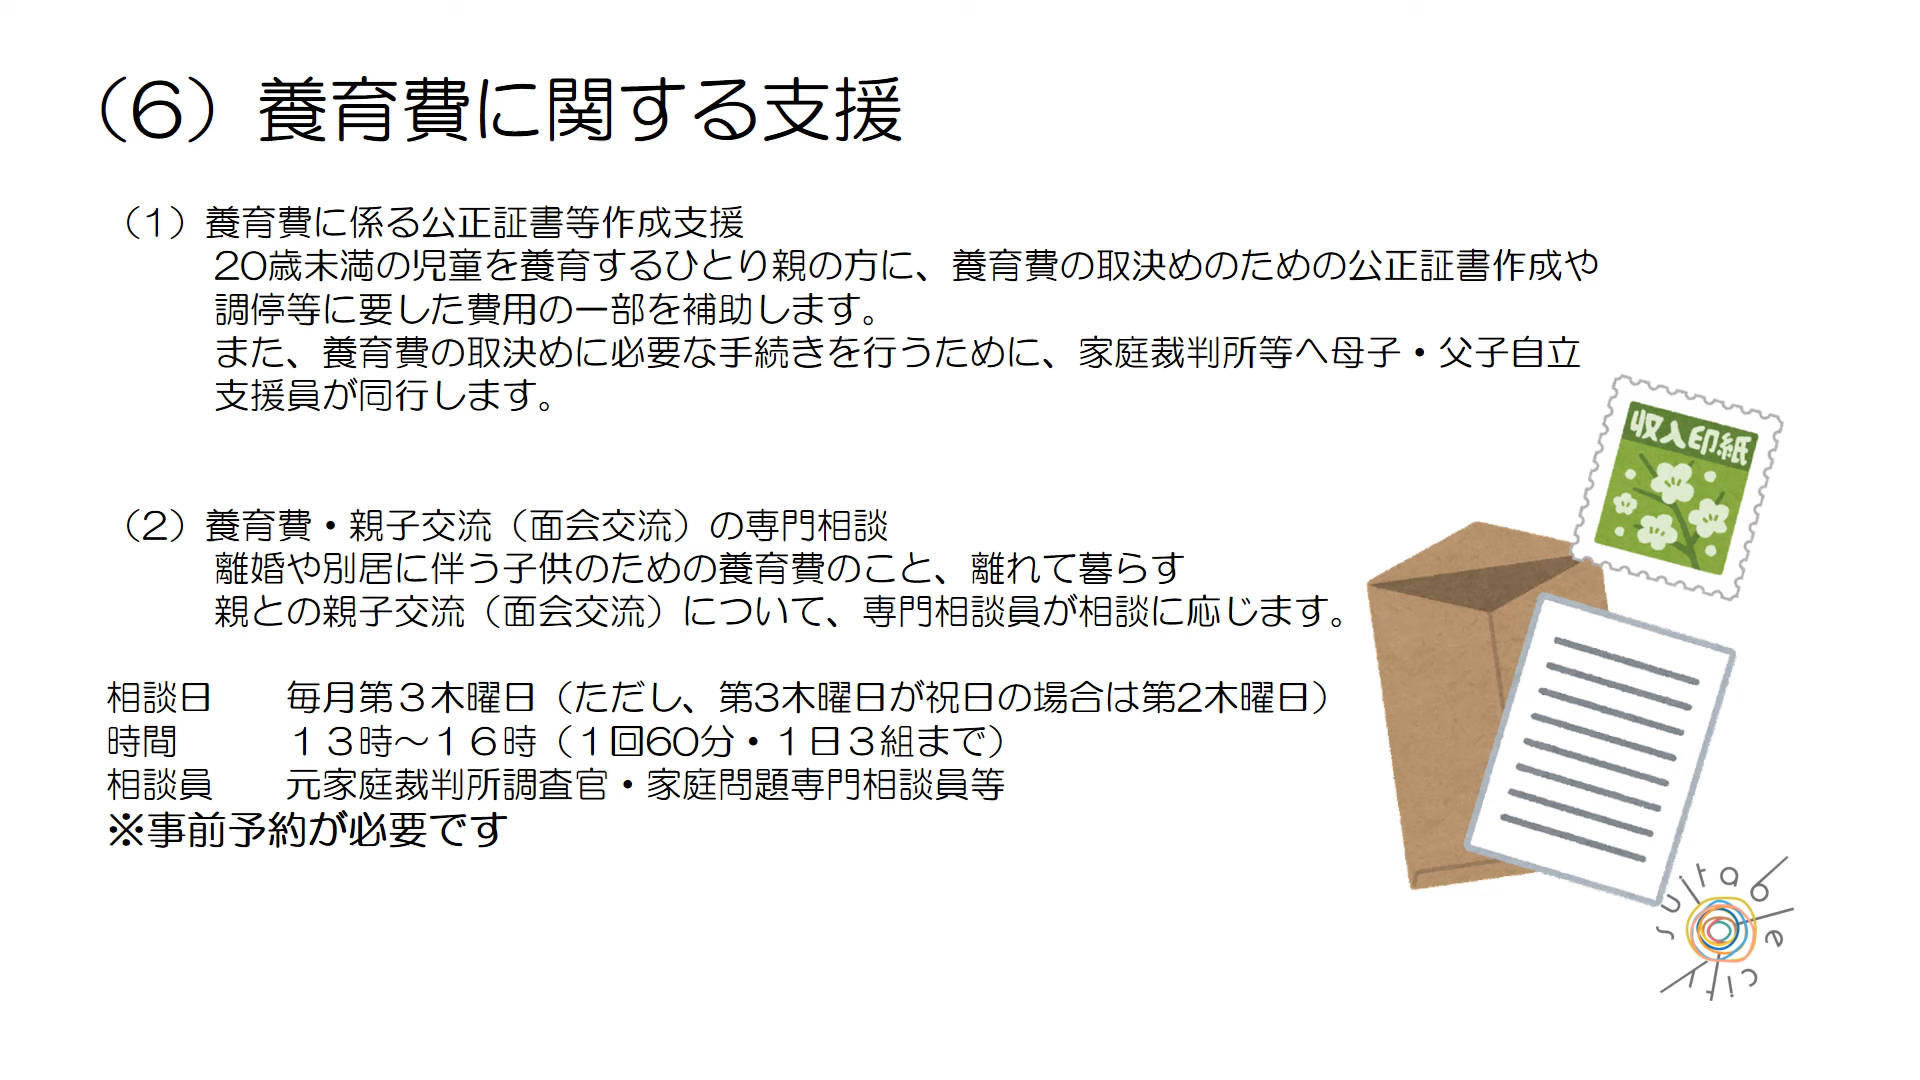 （6）養育費に関する支援
（1）養育費に係る公正証書等作成支援
20歳未満の児童を養育するひとり親の方に、養育費の取決めのための公正証書作成や
調停等に要した費用の一部を補助します。
また、養育費の取決めに必要な手続きを行うために、家庭裁判所等へ母子・父子自立
支援員が同行します。
収入印紙
（2）養育費・親子交流（面会交流）の専門相談
離婚や別居に伴う子供のための養育費のこと、離れて暮らす
親との親子交流（面会交流）について、専門相談員が相談に応じます。
相談日　　毎月第３木曜日（ただし、第3木曜日が祝日の場合は第2木曜日）
時間　　　１３時～１６時（１回60分・１日３組まで）
相談員　　元家庭裁判所調査官・家庭問題専門相談員等
※事前予約が必要です
suitable city